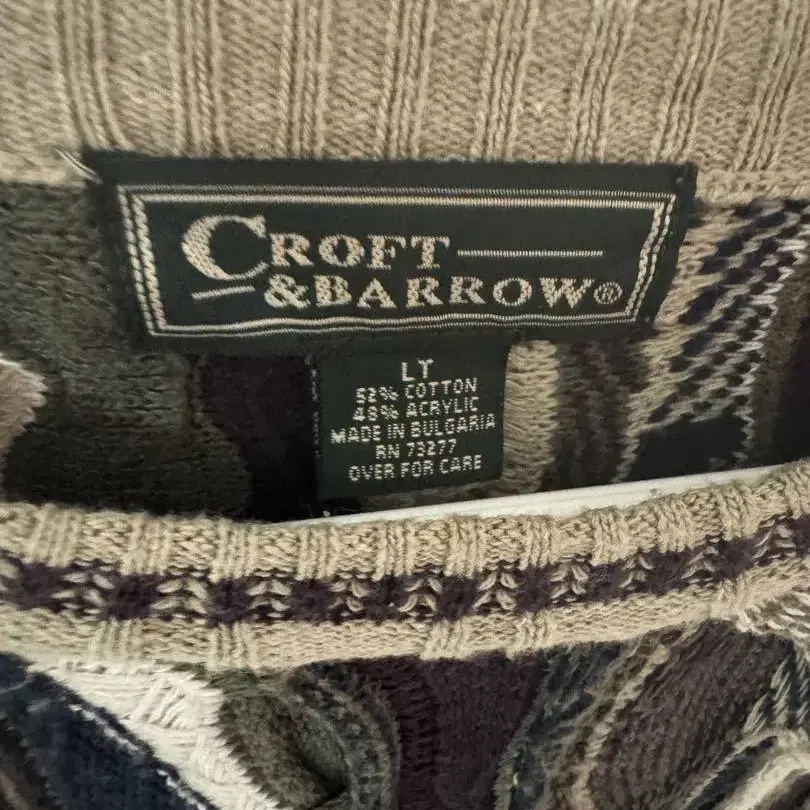 CROFT
&BARROW®
LT
52% COTTON
48% ACRYLIC
MADE IN BULGARIA
RN 73277
OVER FOR CARE